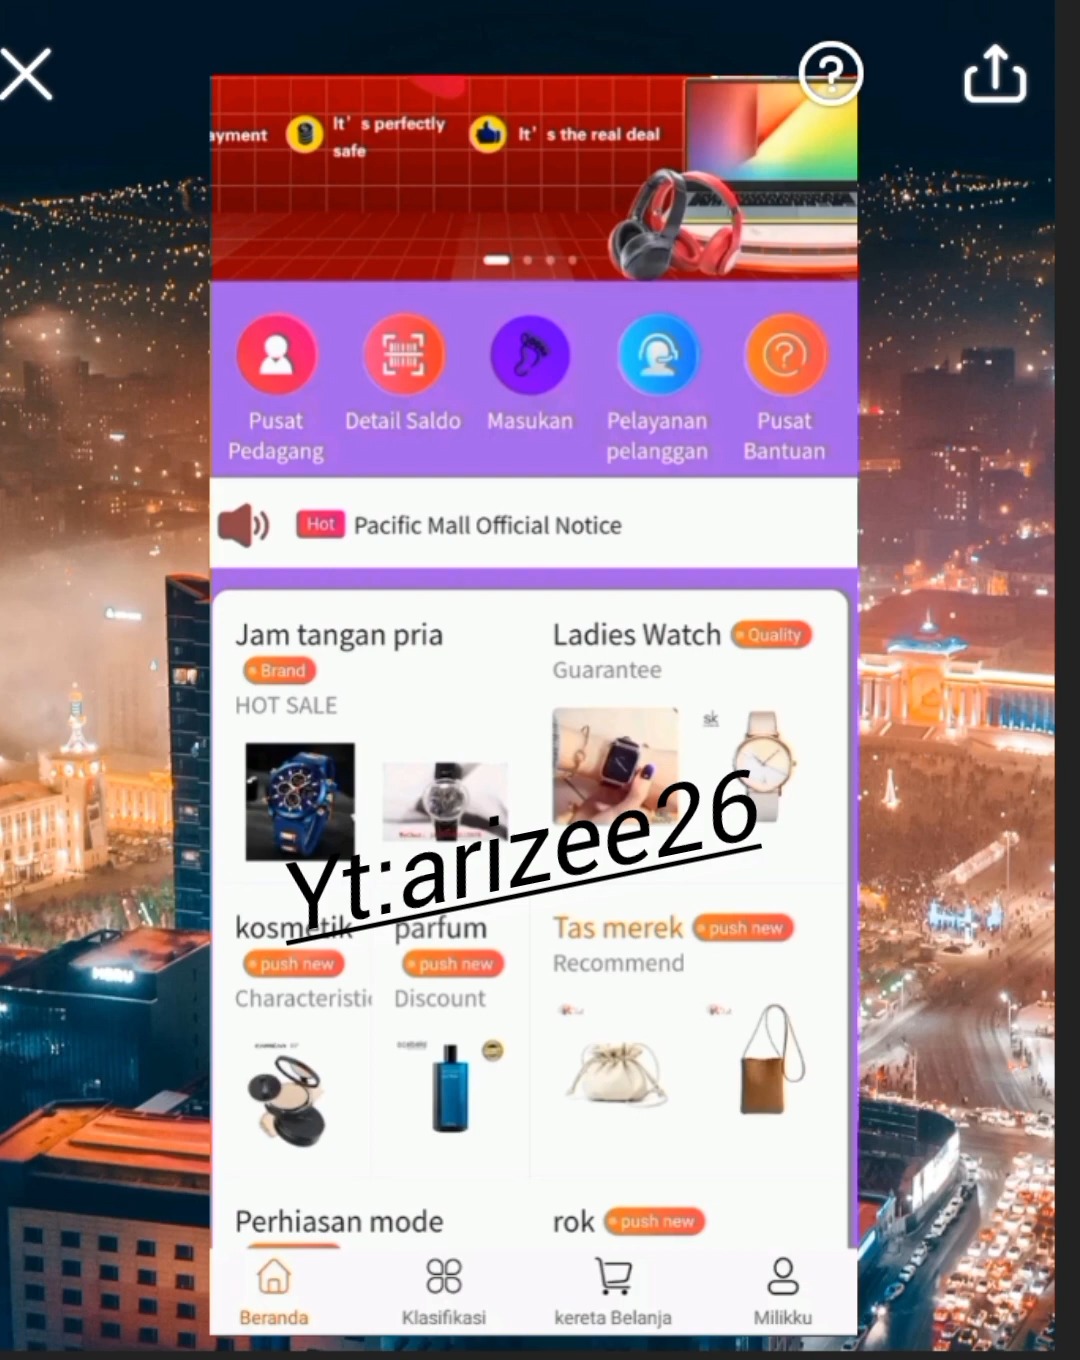 ayment
It's perfectly
safe
It's the real deal
Pusat
Pedagang
Detail Saldo
Masukan
Pelayanan
pelanggan
Pusat
Bantuan
Hot Pacific Mall Official Notice
Jam tangan pria
Brand
HOT SALE
Ladies Watch Quality
Guarantee
sk
Yt:arizee26
kosmetik
push new
Characteristic
parfum
push new
Discount
Tas merek push new
Recommend
Perhiasan mode
rok push new
Beranda
Klasifikasi
kereta Belanja
Milikku